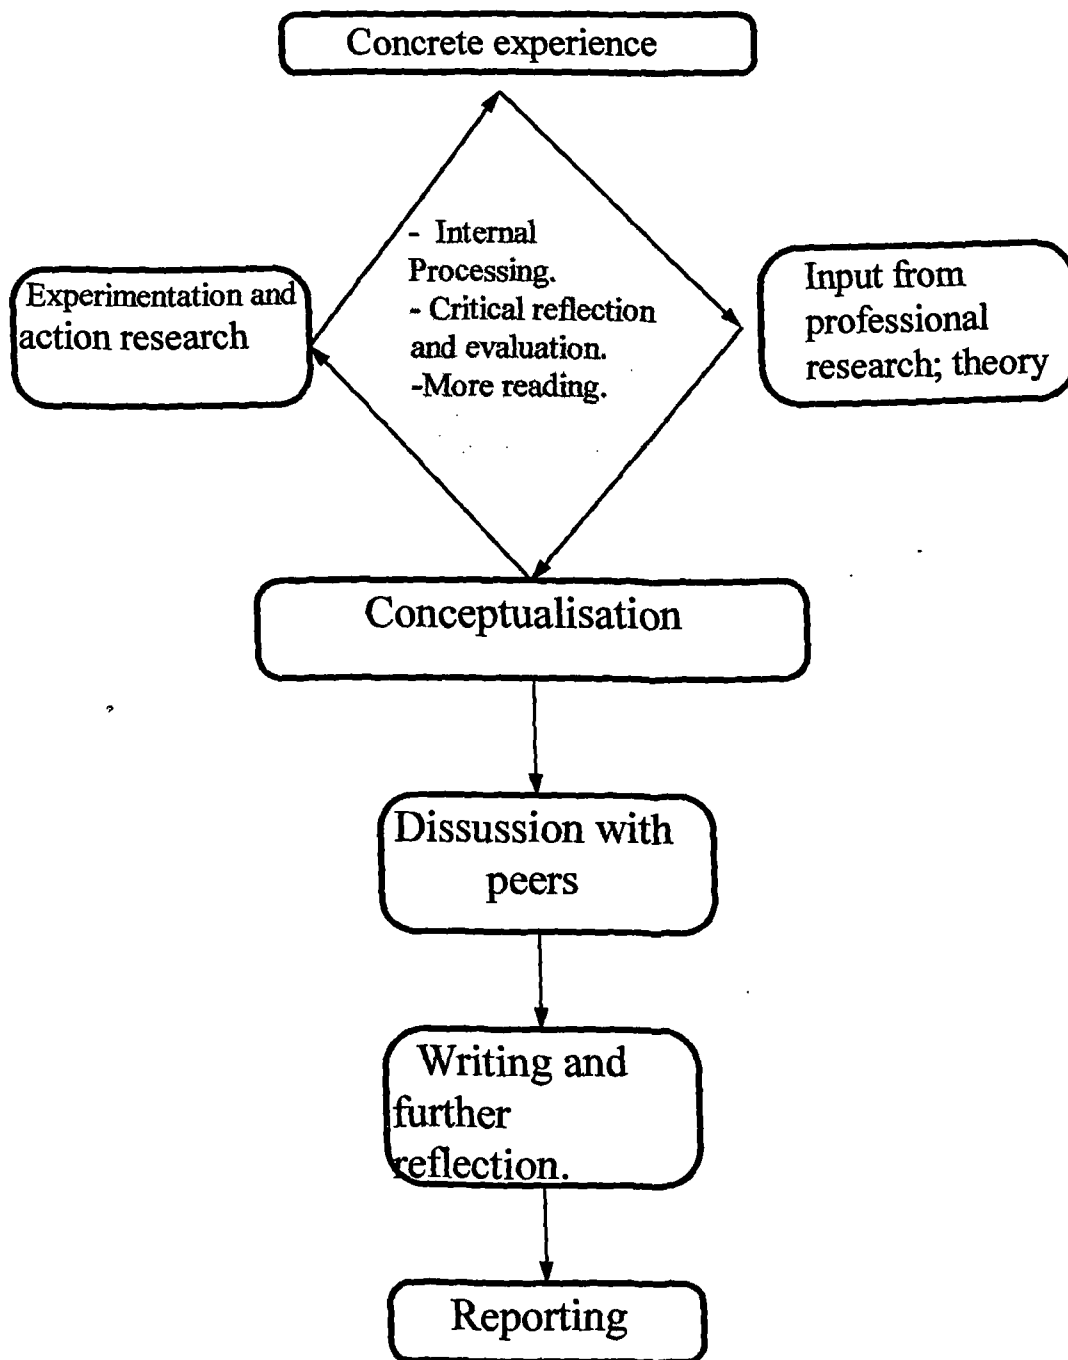 Concrete experience
- Internal
Processing.
- Critical reflection
and evaluation.
-More reading.
Experimentation and
action research
Input from
professional
research; theory
Conceptualisation
Dissussion with
peers
Writing and
further
reflection.
Reporting